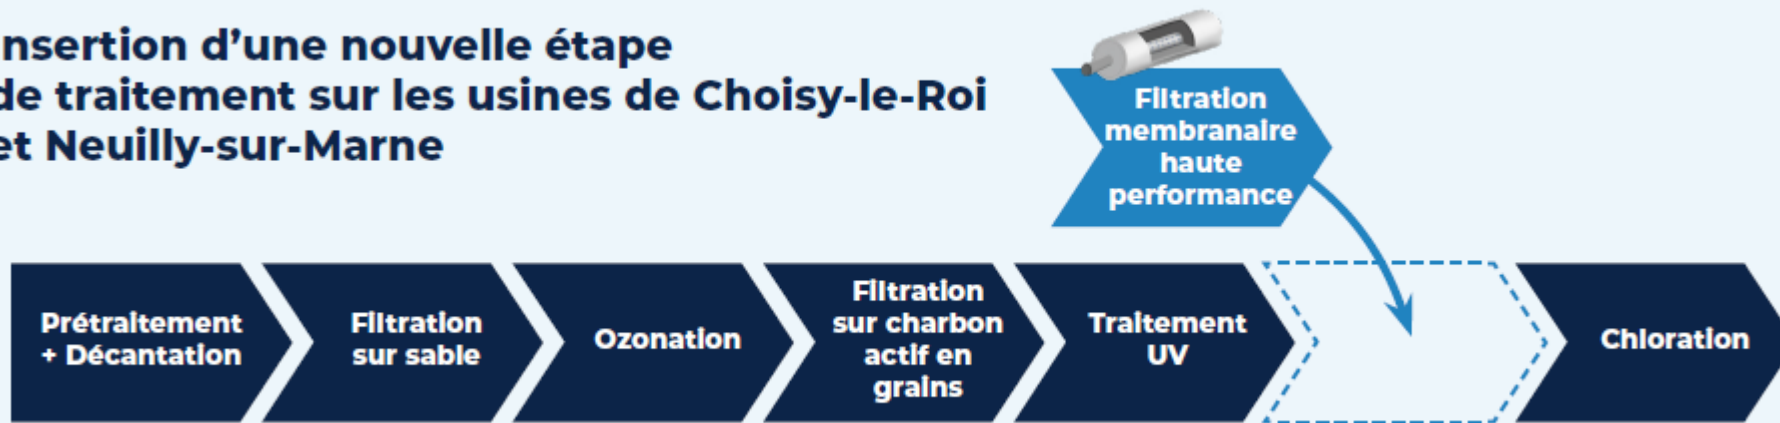 nsertion d'une nouvelle étape
de traitement sur les usines de Choisy-le-Roi
et Neuilly-sur-Marne
Filtration
membranaire
haute
performance
Prétraitement
+ Décantation
Filtration
sur sable
Ozonation
Filtration
sur charbon
actif en
grains
Traitement
UV
Chloration